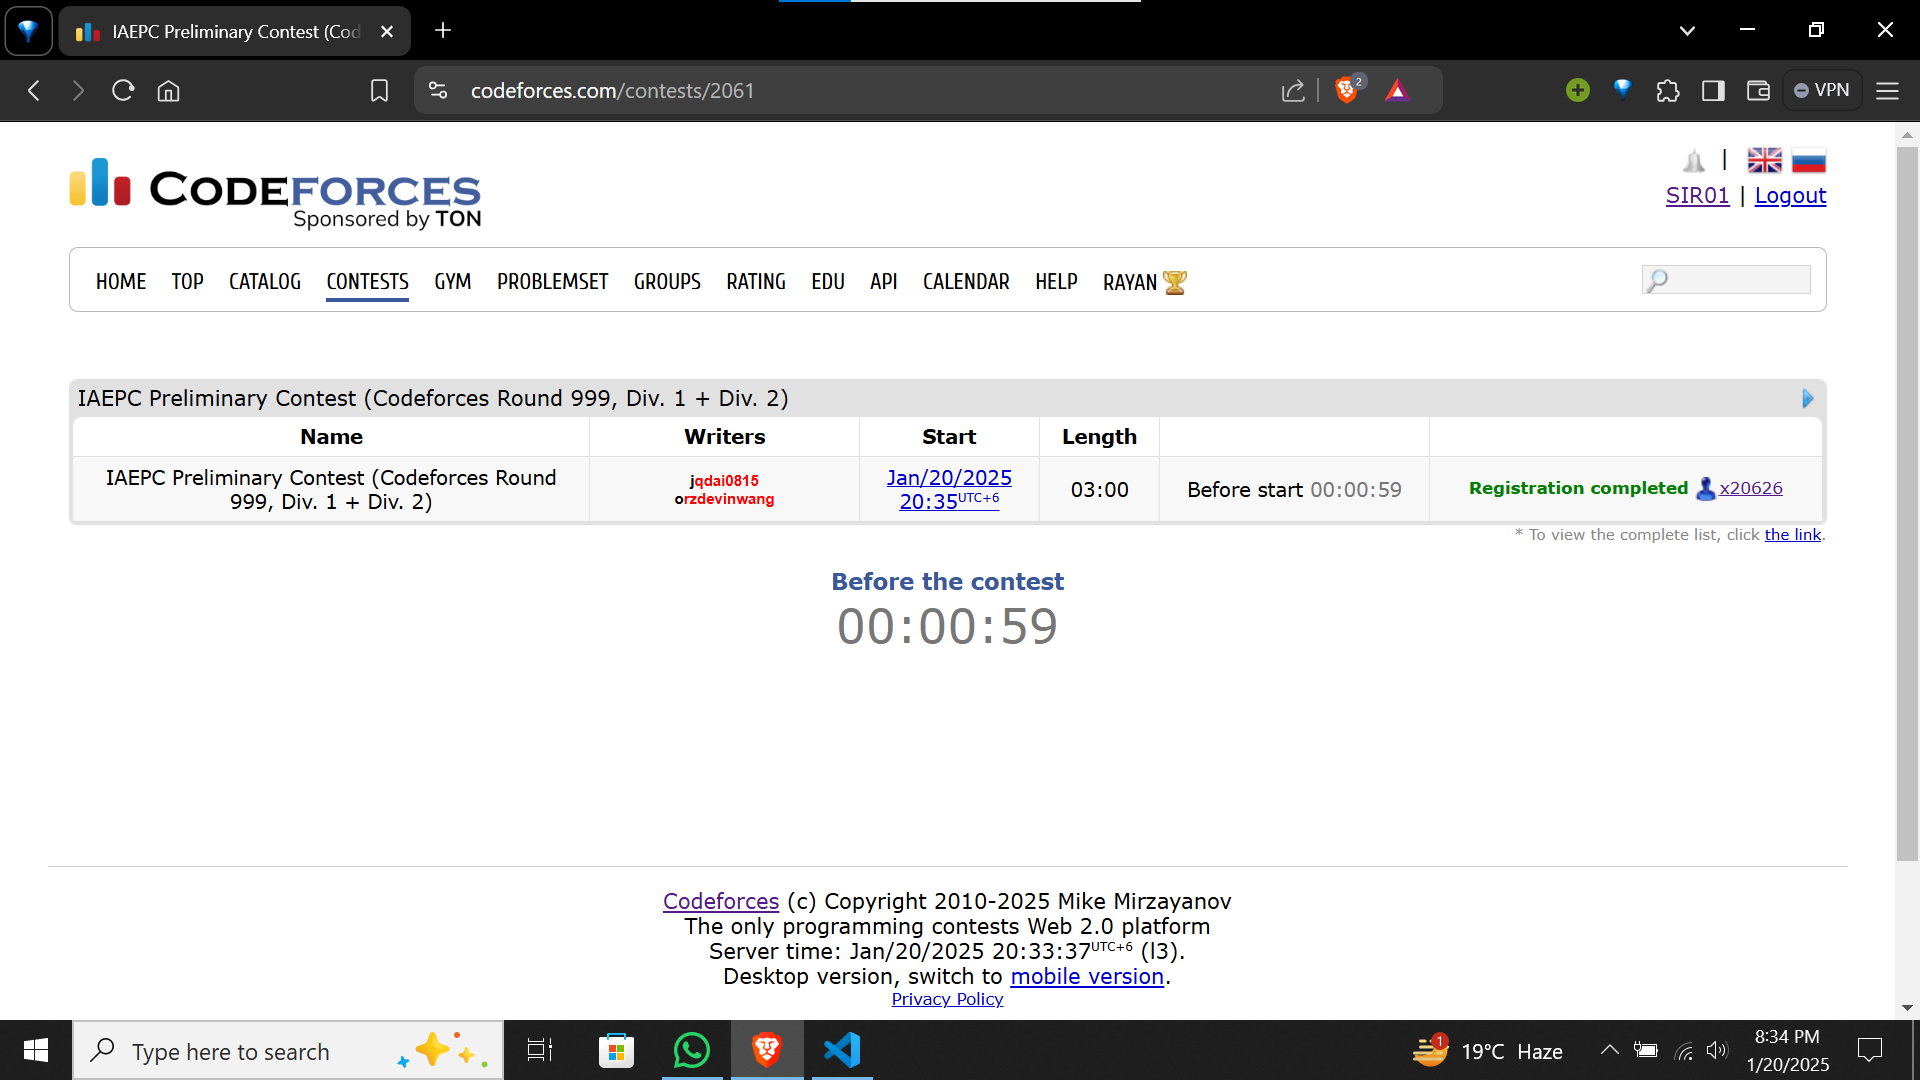 IAEPC Preliminary Contest (Cod
codeforces.com/contests/2061
2
VPN
CODEFORCES
Sponsored by TON
|
SIR01 | Logout
HOME TOP CATALOG CONTESTS GYM PROBLEMSET GROUPS RATING EDU API CALENDAR HELP RAYAN
IAEPC Preliminary Contest (Codeforces Round 999, Div. 1 + Div. 2)
Name Writers Start Length
IAEPC Preliminary Contest (Codeforces Round
999, Div. 1 + Div. 2)
jqdai0815
orzdevinwang
Jan/20/2025
20:35UTC+6
03:00
Before start 00:00:59
Registration completed x20626
* To view the complete list, click the link.
Before the contest
00:00:59
Codeforces (c) Copyright 2010-2025 Mike Mirzayanov
The only programming contests Web 2.0 platform
Server time: Jan/20/2025 20:33:37UTC+6 (l3).
Desktop version, switch to mobile version.
Privacy Policy
Type here to search
1
19°C Haze
8:34 PM
1/20/2025